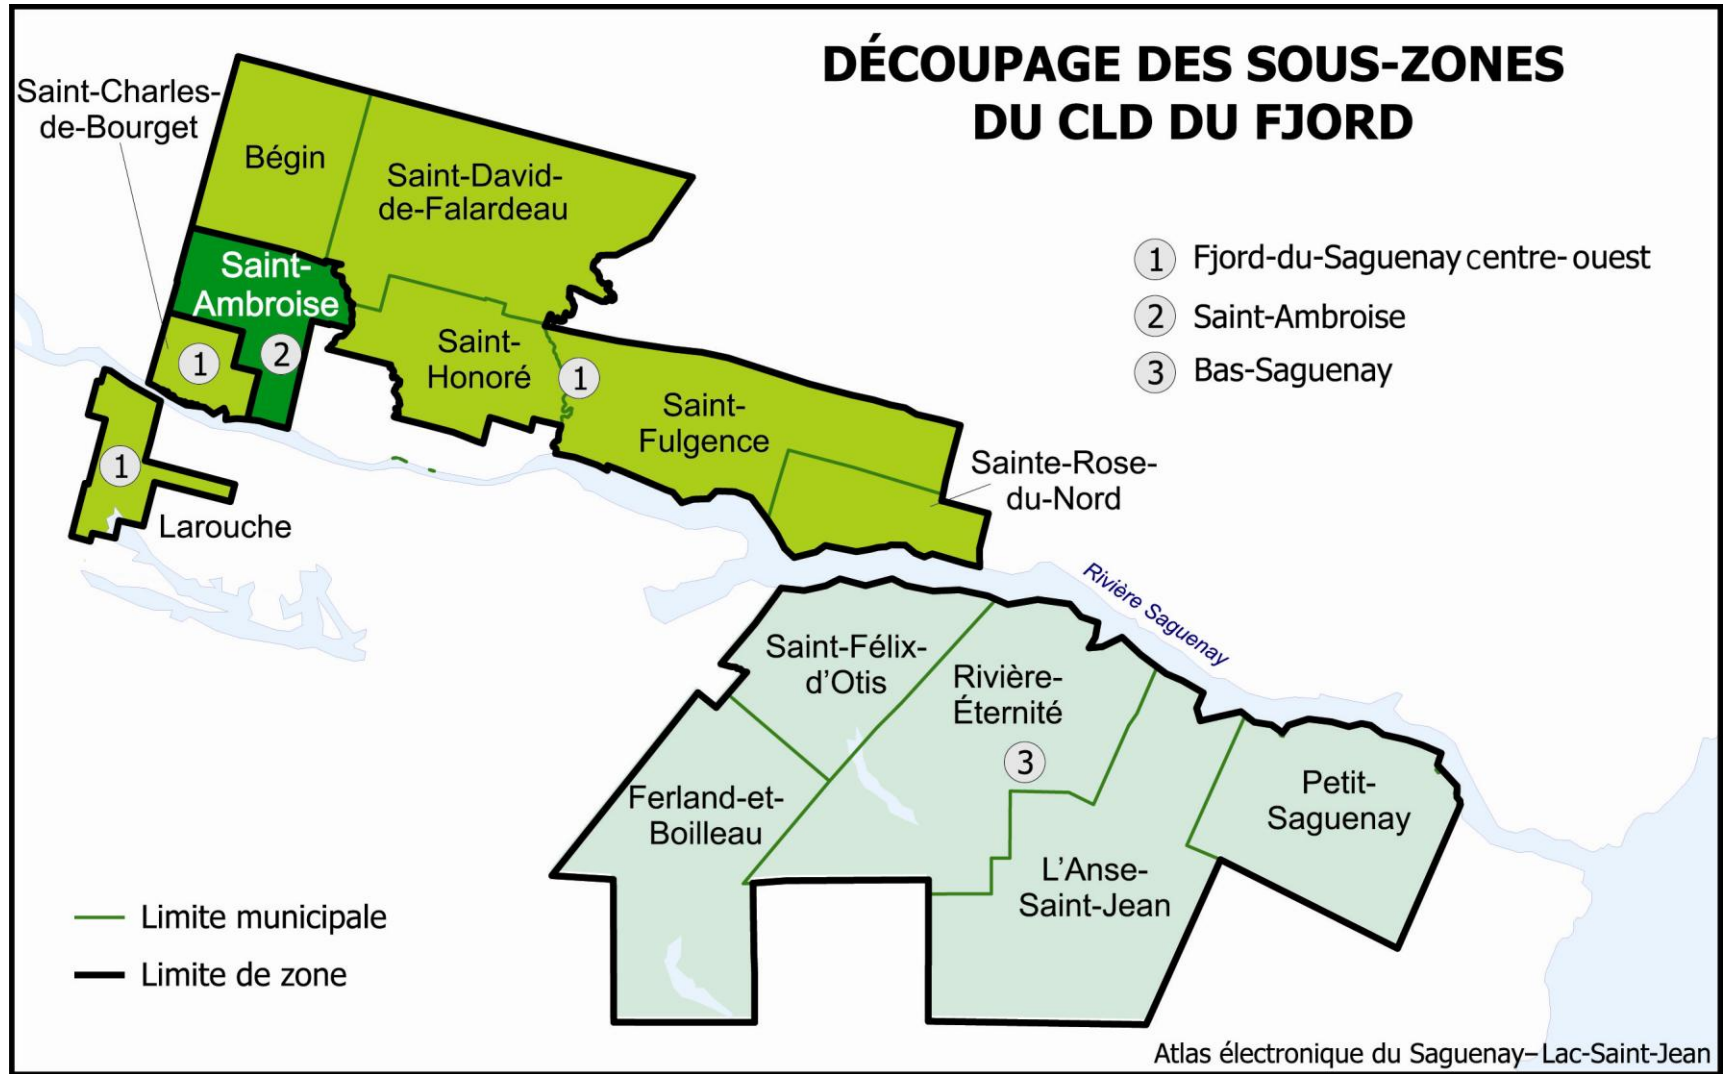 DÉCOUPAGE DES SOUS-ZONES
DU CLD DU FJORD
Saint-Charles-
de-Bourget
Bégin
Saint-David-
de-Falardeau
1 Fjord-du-Saguenay centre-ouest
2 Saint-Ambroise
3 Bas-Saguenay
Saint-
Ambroise
2
1
Saint-
Honoré
1
Saint-
Fulgence
Sainte-Rose-
du-Nord
1
Larouche
Rivière Saguenay
Saint-Félix-
d'Otis
Rivière-
Éternité
3
Ferland-et-
Boilleau
Petit-
Saguenay
L'Anse-
Saint-Jean
Limite municipale
Limite de zone
Atlas électronique du Saguenay–Lac-Saint-Jean